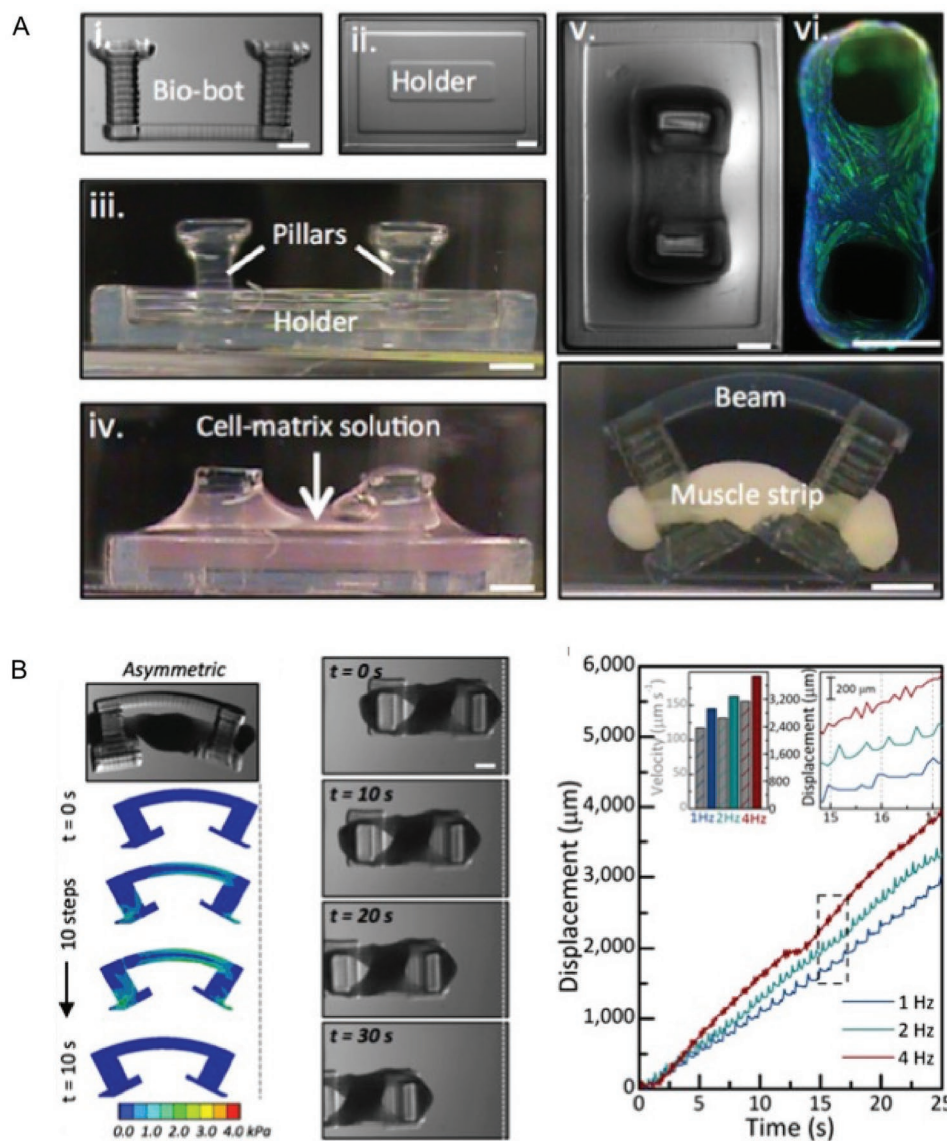 A
i
Bio-bot
ii.
Holder
iii.
Pillars
Holder
iv.
Cell-matrix solution
v.
vi.
Beam
Muscle strip
B
Asymmetric
t = 0s
10 steps
t = 10s
0.0 1.0 2.0 3.0 4.0 kPa
t = 0 s
t = 10 s
t = 20 s
t = 30 s
Displacement (μm)
6,000
5,000
4,000
3,000
2,000
1,000
0
0 5 10 15 20 25
Time (s)
Velocity (μm s⁻¹)
150
100
50
0
3,200
2,400
1,600
800
0
1Hz 2Hz 4Hz
Displacement (μm)
200 μm
15 16 17
1 Hz
2 Hz
4 Hz